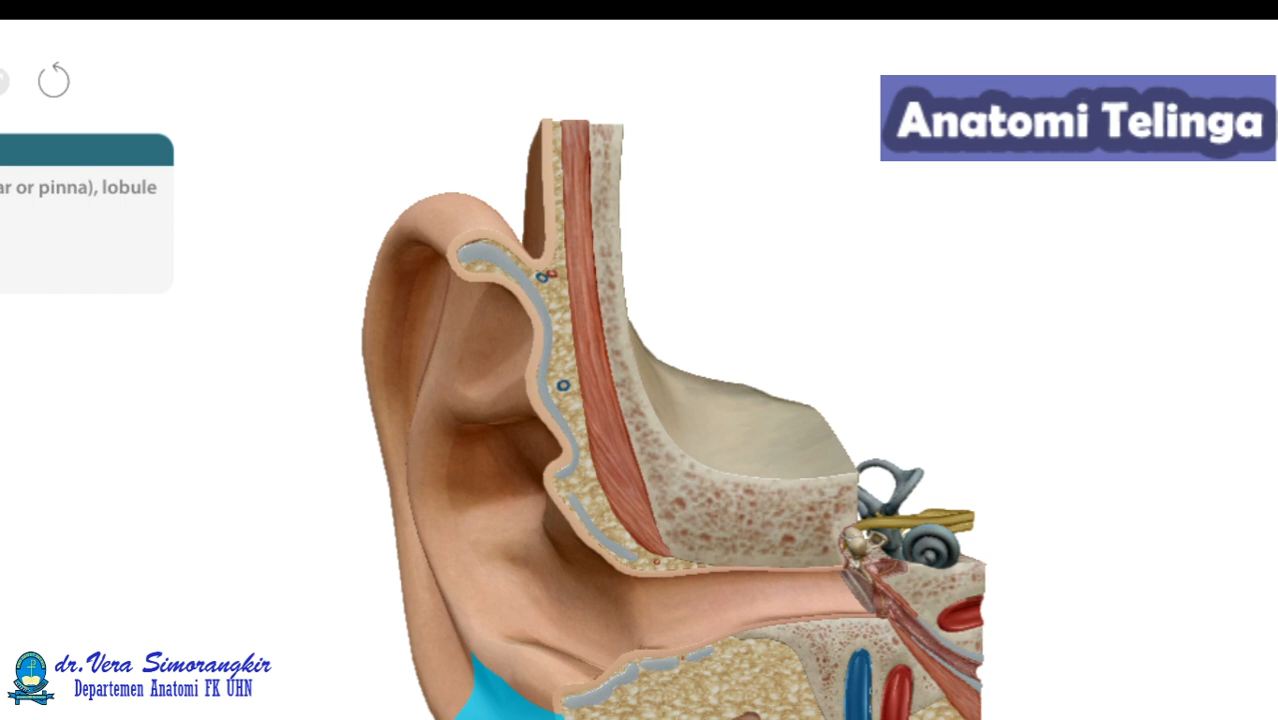 Anatomi Telinga
ar or pinna), lobule
dr.Vera Simorangkir
Departemen Anatomi FK UHN